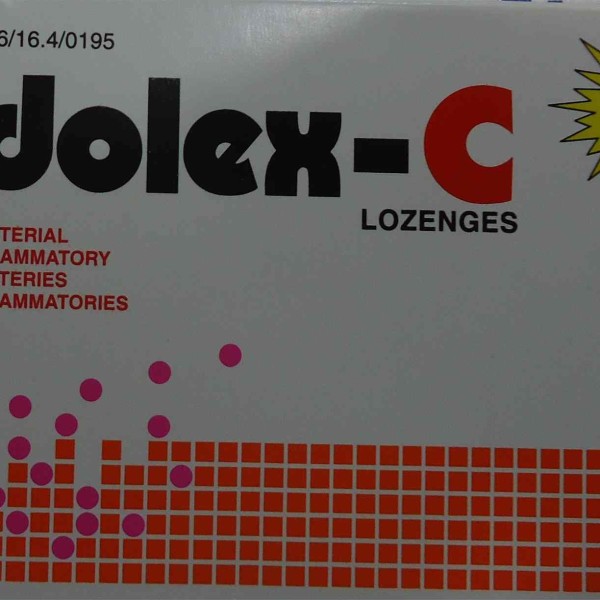 6/16.4/0195
dolex-C
LOZENGES
TERIAL
AMMATORY
TERIES
AMMATORIES